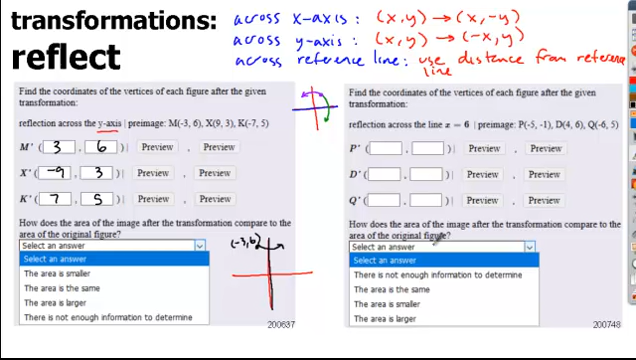 transformations:
reflect
across x-axis: (x,y) → (x,-y)
across y-axis: (x,y) → (-x,y)
across reference line: use distance from reference
line
Find the coordinates of the vertices of each figure after the given
transformation:
reflection across the y-axis | preimage: M(-3, 6), X(9, 3), K(-7, 5)
M' ( 3 , 6 )| Preview , Preview
X' ( -9 , 3 )| Preview , Preview
K' ( 7 , 5 )| Preview , Preview
How does the area of the image after the transformation compare to the
area of the original figure?
Select an answer
Select an answer
The area is smaller
The area is the same
The area is larger
There is not enough information to determine
200637
(-3,6)
Find the coordinates of the vertices of each figure after the given
transformation:
reflection across the line x = 6 | preimage: P(-5, -1), D(4, 6), Q(-6, 5)
P' ( , )| Preview , Preview
D' ( , )| Preview , Preview
Q' ( , )| Preview , Preview
How does the area of the image after the transformation compare to the
area of the original figure?
Select an answer
Select an answer
There is not enough information to determine
The area is the same
The area is smaller
The area is larger
200748